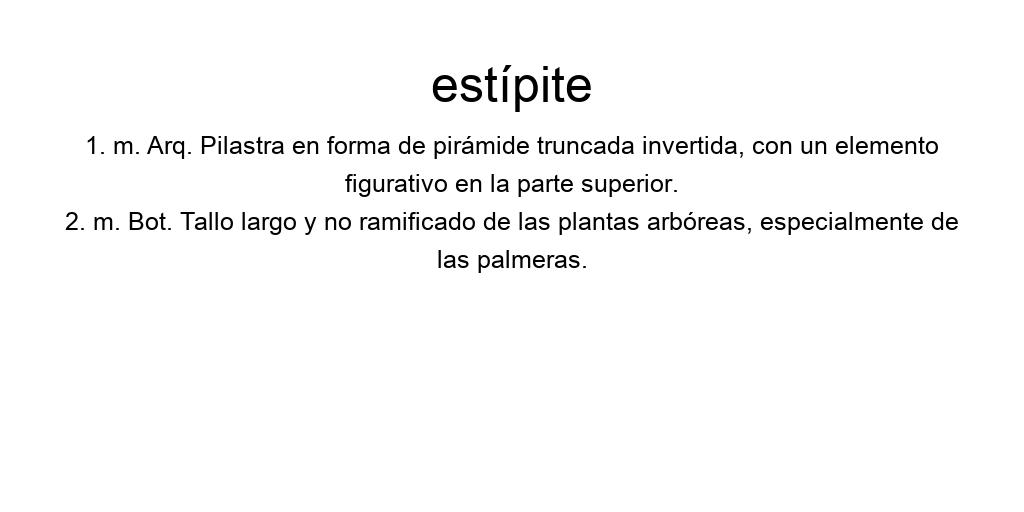 estípite
1. m. Arq. Pilastra en forma de pirámide truncada invertida, con un elemento
figurativo en la parte superior.
2. m. Bot. Tallo largo y no ramificado de las plantas arbóreas, especialmente de
las palmeras.